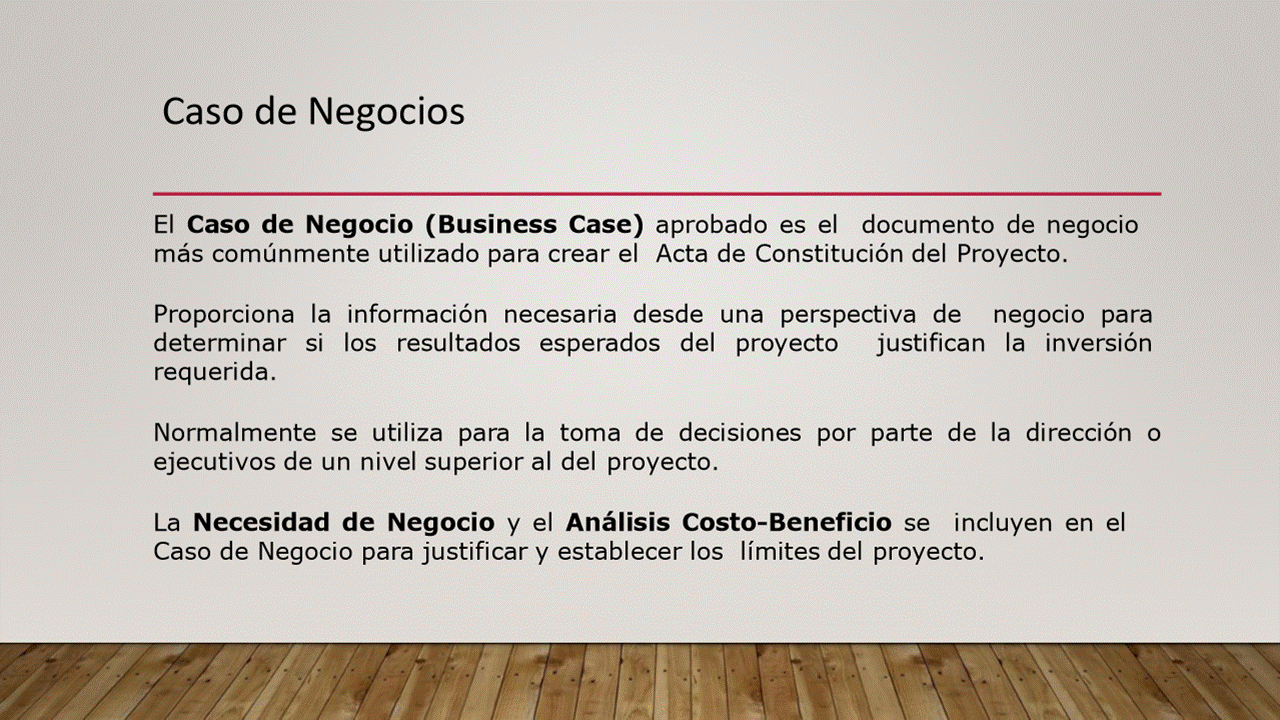 Caso de Negocios
El Caso de Negocio (Business Case) aprobado es el documento de negocio
más comúnmente utilizado para crear el Acta de Constitución del Proyecto.
Proporciona la información necesaria desde una perspectiva de negocio para
determinar si los resultados esperados del proyecto justifican la inversión
requerida.
Normalmente se utiliza para la toma de decisiones por parte de la dirección o
ejecutivos de un nivel superior al del proyecto.
La Necesidad de Negocio y el Análisis Costo-Beneficio se incluyen en el
Caso de Negocio para justificar y establecer los límites del proyecto.